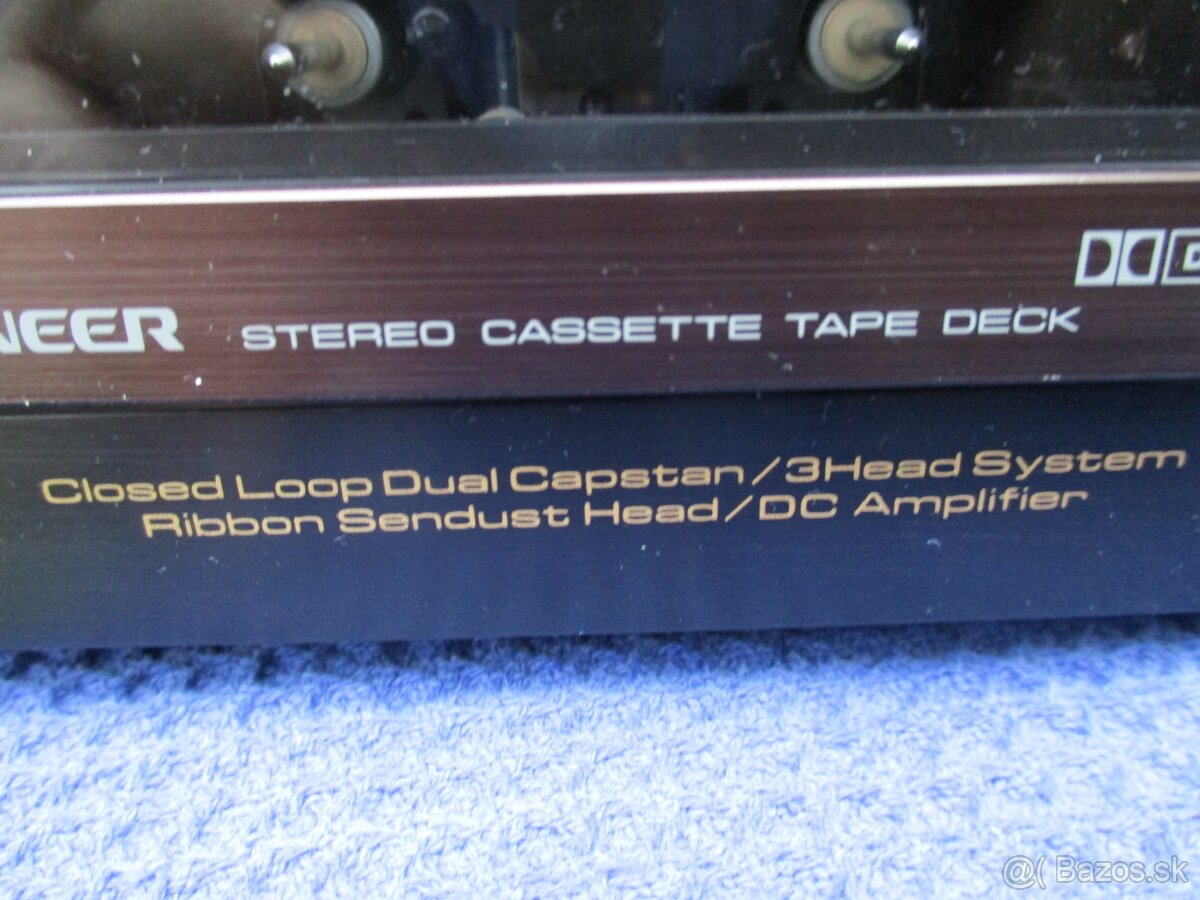 NEER STEREO CASSETTE TAPE DECK
Closed Loop Dual Capstan/3Head System
Ribbon Sendust Head/DC Amplifier
@( Bazos.sk